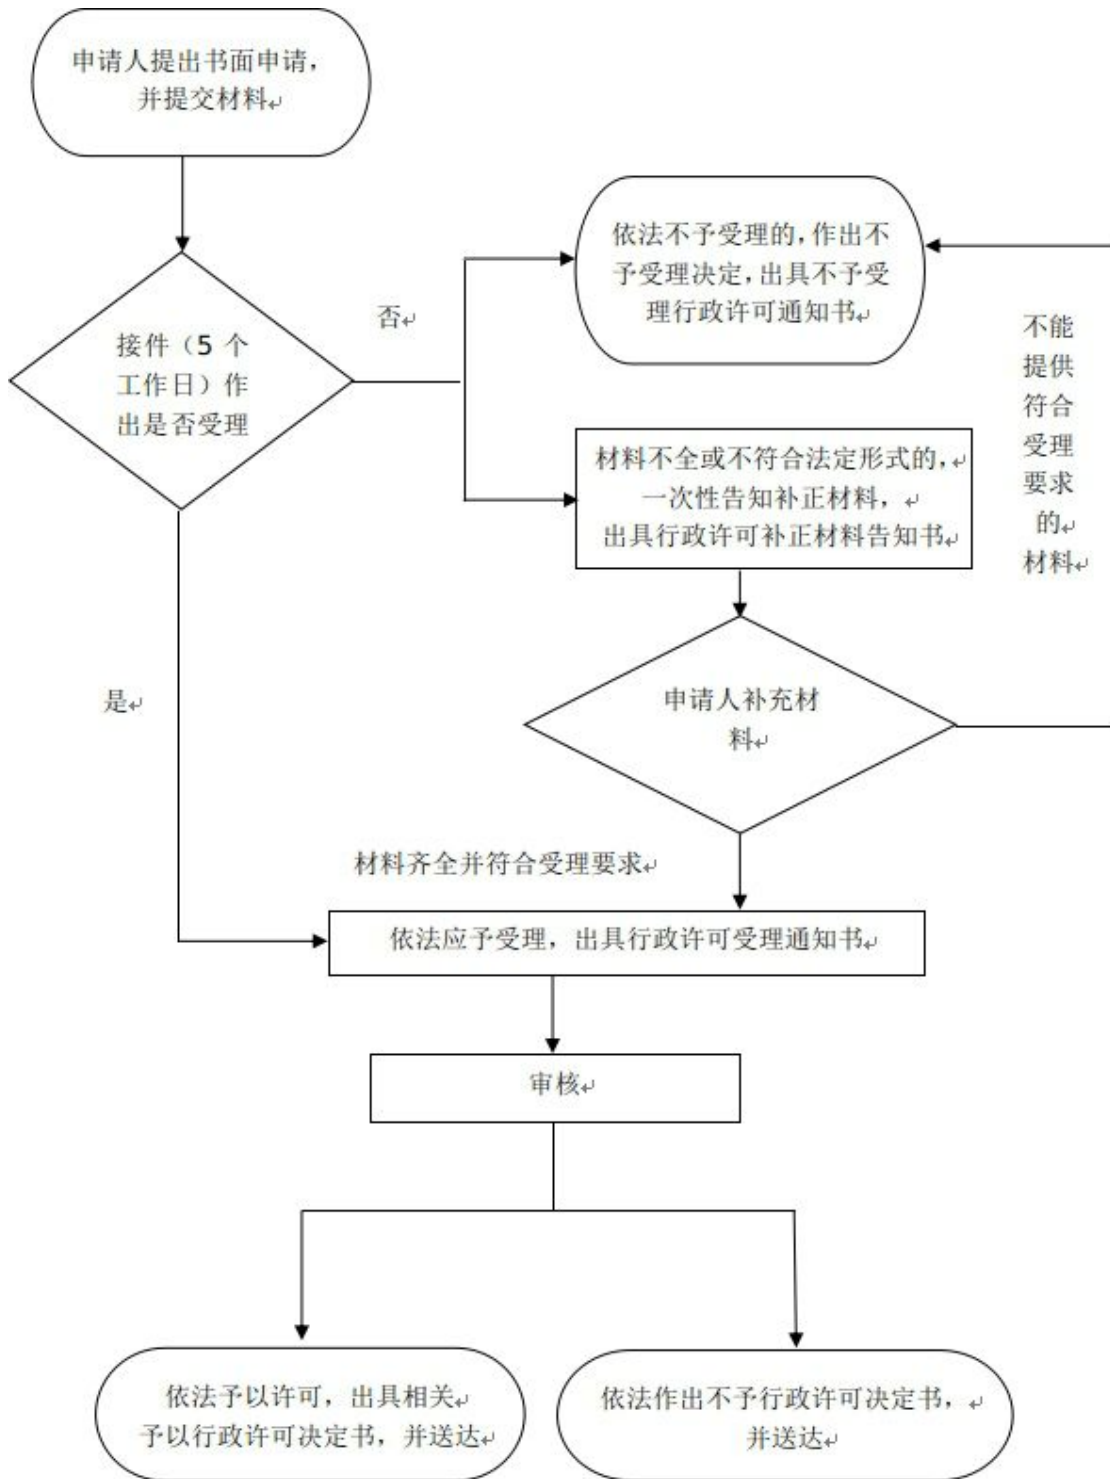 申请人提出书面申请，
并提交材料
依法不予受理的，作出不
予受理决定，出具不予受
理行政许可通知书
否
接件（5 个
工作日）作
出是否受理
不能
提供
符合
受理
要求
的
材料
材料不全或不符合法定形式的，
一次性告知补正材料，
出具行政许可补正材料告知书
是
申请人补充材
料
材料齐全并符合受理要求
依法应予受理，出具行政许可受理通知书
审核
依法予以许可，出具相关
予以行政许可决定书，并送达
依法作出不予行政许可决定书，
并送达